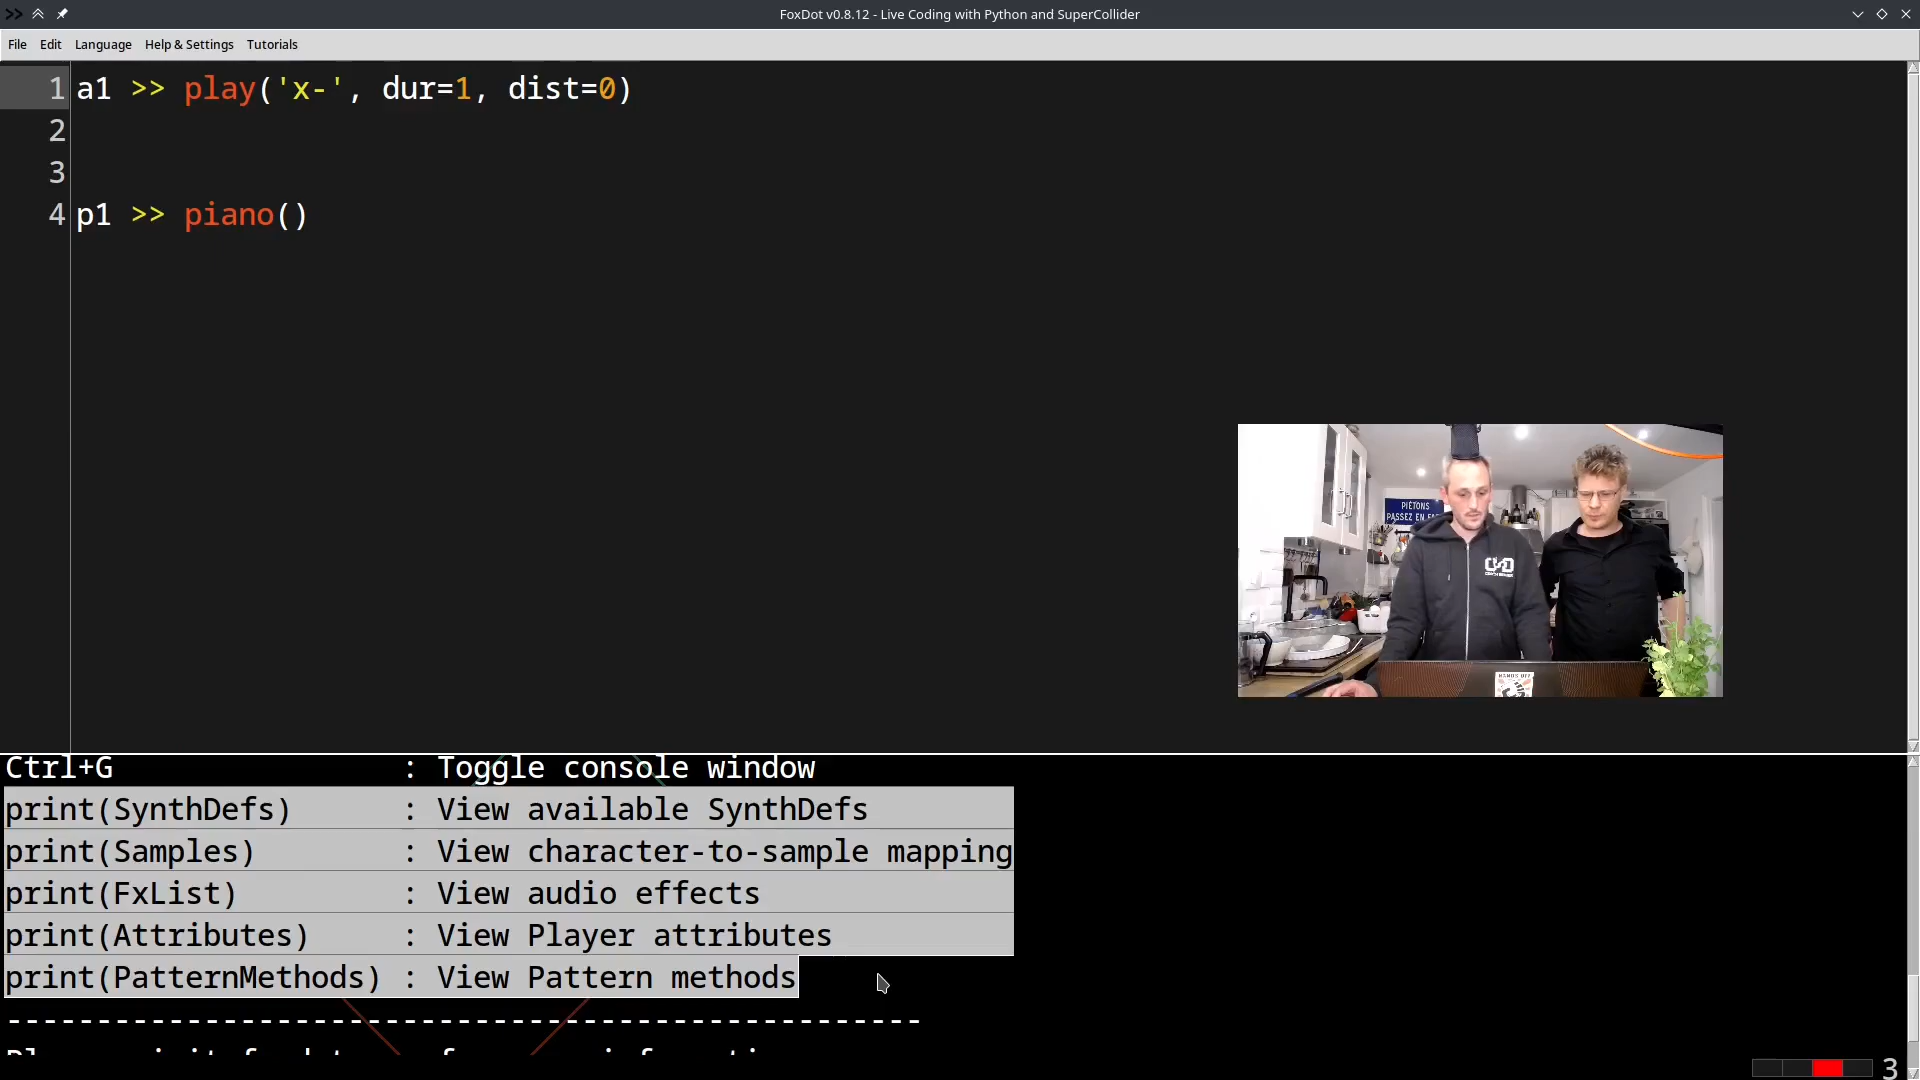 FoxDot v0.8.12 - Live Coding with Python and SuperCollider
File Edit Language Help & Settings Tutorials
1 a1 >> play('x-', dur=1, dist=0)
2
3
4 p1 >> piano()
PIÉTONS
PASSEZ EN
Ctrl+G : Toggle console window
print(SynthDefs) : View available SynthDefs
print(Samples) : View character-to-sample mapping
print(FxList) : View audio effects
print(Attributes) : View Player attributes
print(PatternMethods) : View Pattern methods
---------------------------------------------------
3